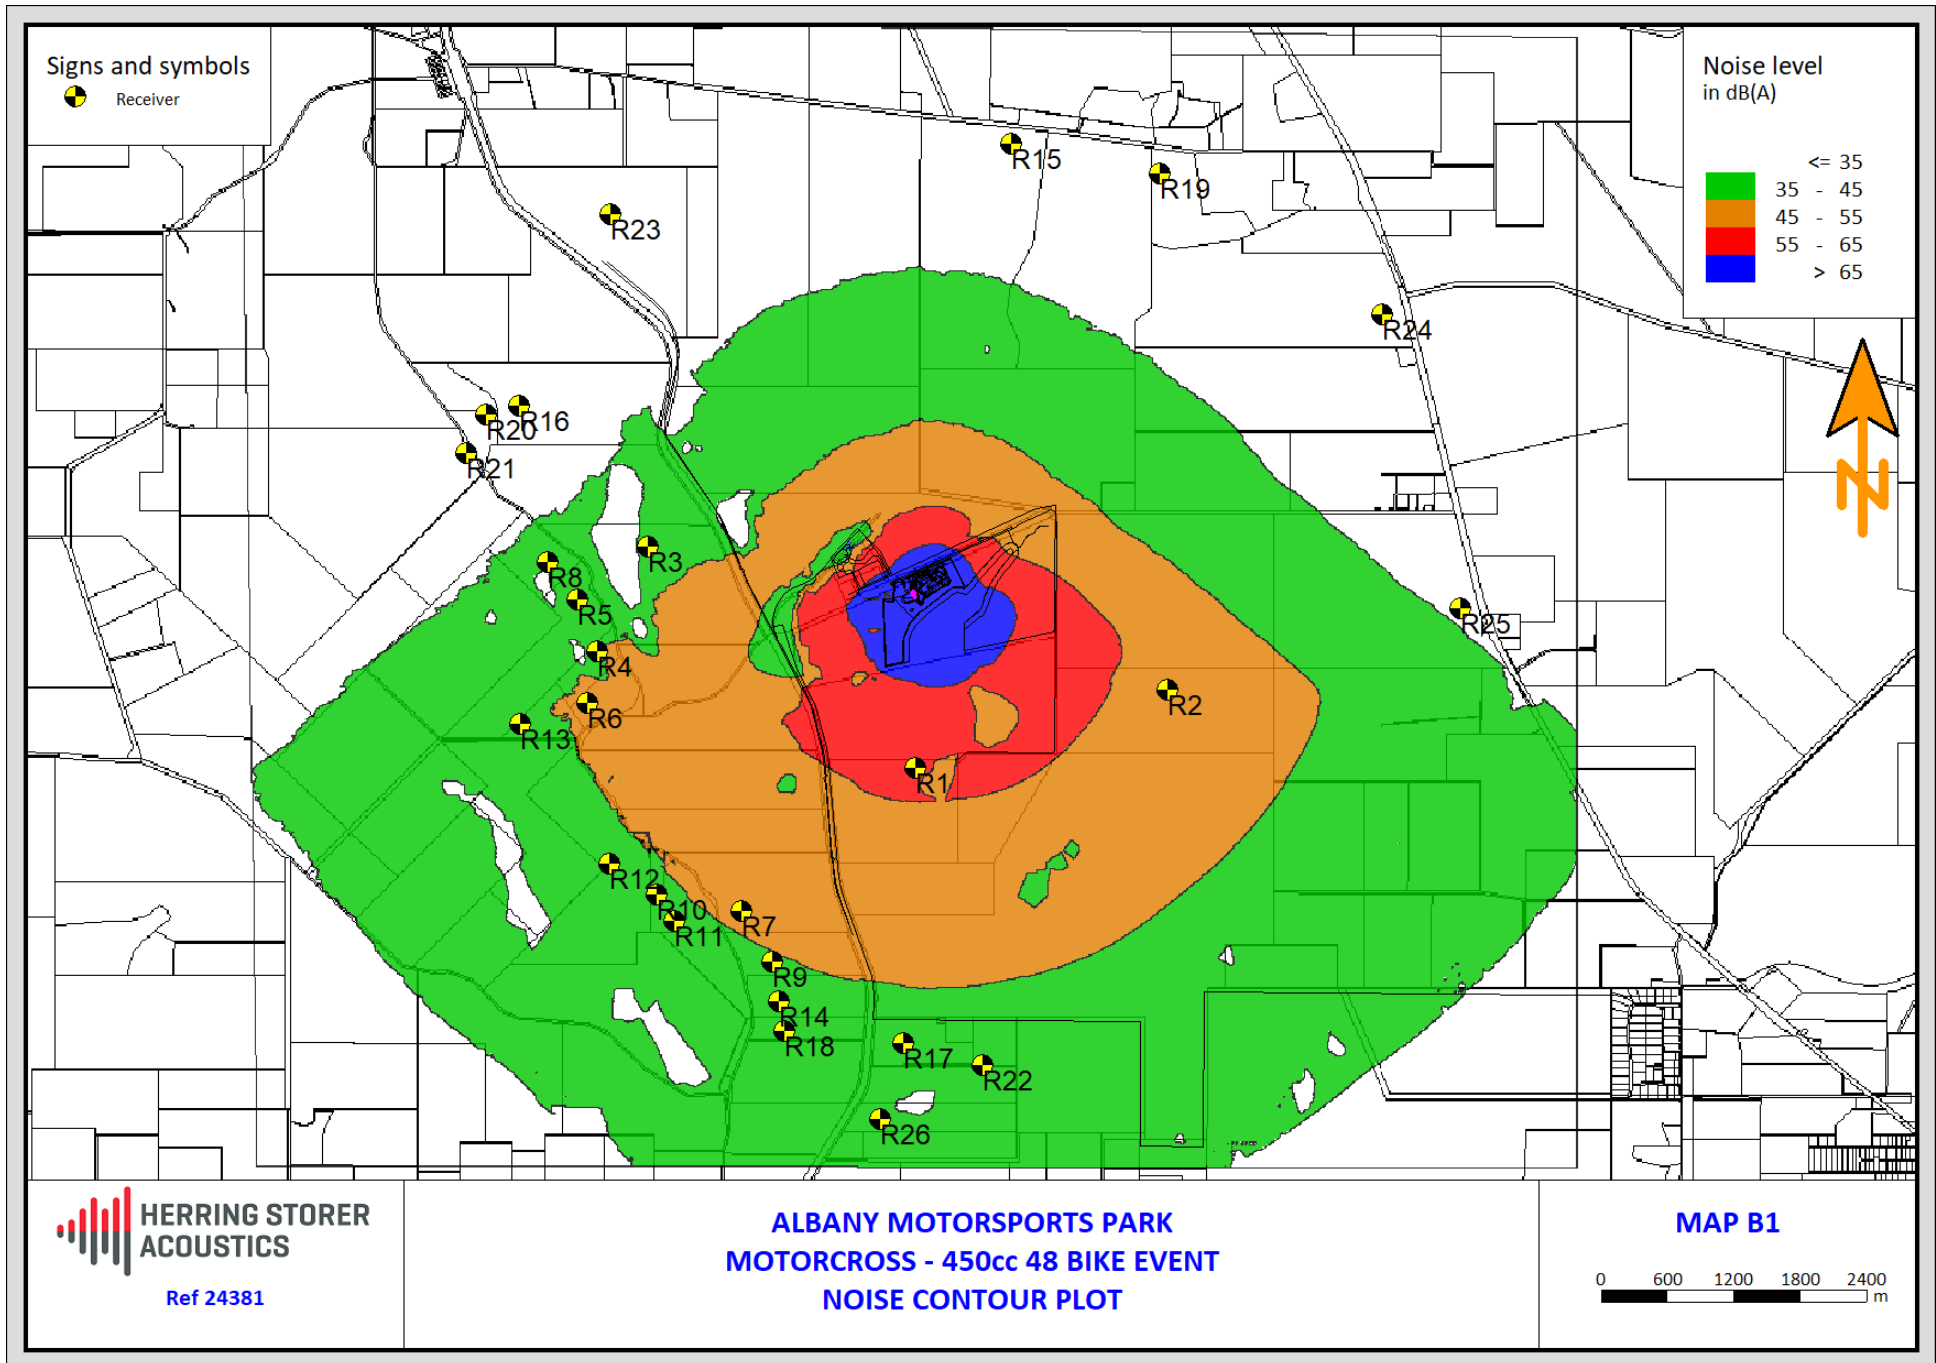 Signs and symbols
Receiver
Noise level
in dB(A)
<= 35
35 - 45
45 - 55
55 - 65
> 65
R15
R19
R23
R24
R16
R20
R21
R3
R8
R5
R25
R4
R2
R6
R13
R1
R12
R10
R7
R11
R9
R14
R18
R17
R22
R26
N
HERRING STORER
ACOUSTICS
Ref 24381
ALBANY MOTORSPORTS PARK
MOTORCROSS - 450cc 48 BIKE EVENT
NOISE CONTOUR PLOT
MAP B1
0 600 1200 1800 2400
m